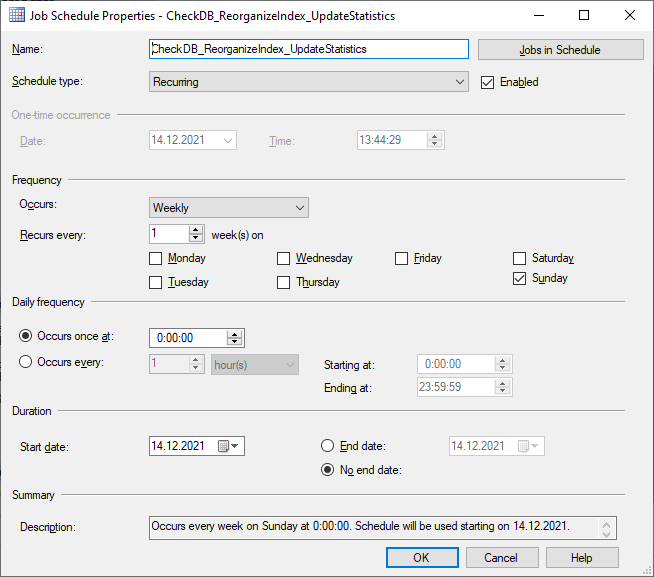 Job Schedule Properties - CheckDB_ReorganizeIndex_UpdateStatistics
Name: CheckDB_ReorganizeIndex_UpdateStatistics Jobs in Schedule
Schedule type: Recurring Enabled
One-time occurrence
Date: 14.12.2021 Time: 13:44:29
Frequency
Occurs: Weekly
Recurs every: 1 week(s) on
Monday Wednesday Friday Saturday
Tuesday Thursday Sunday
Daily frequency
Occurs once at: 0:00:00
Occurs every: 1 hour(s) Starting at: 0:00:00
Ending at: 23:59:59
Duration
Start date: 14.12.2021 End date: 14.12.2021
No end date:
Summary
Description: Occurs every week on Sunday at 0:00:00. Schedule will be used starting on 14.12.2021.
OK Cancel Help